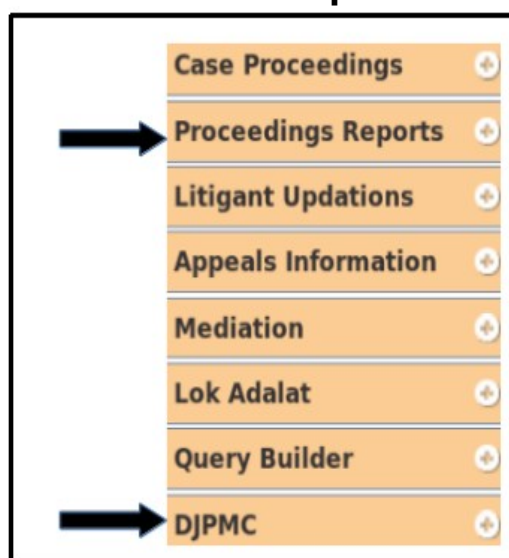 Case Proceedings
Proceedings Reports
Litigant Updations
Appeals Information
Mediation
Lok Adalat
Query Builder
DJPMC